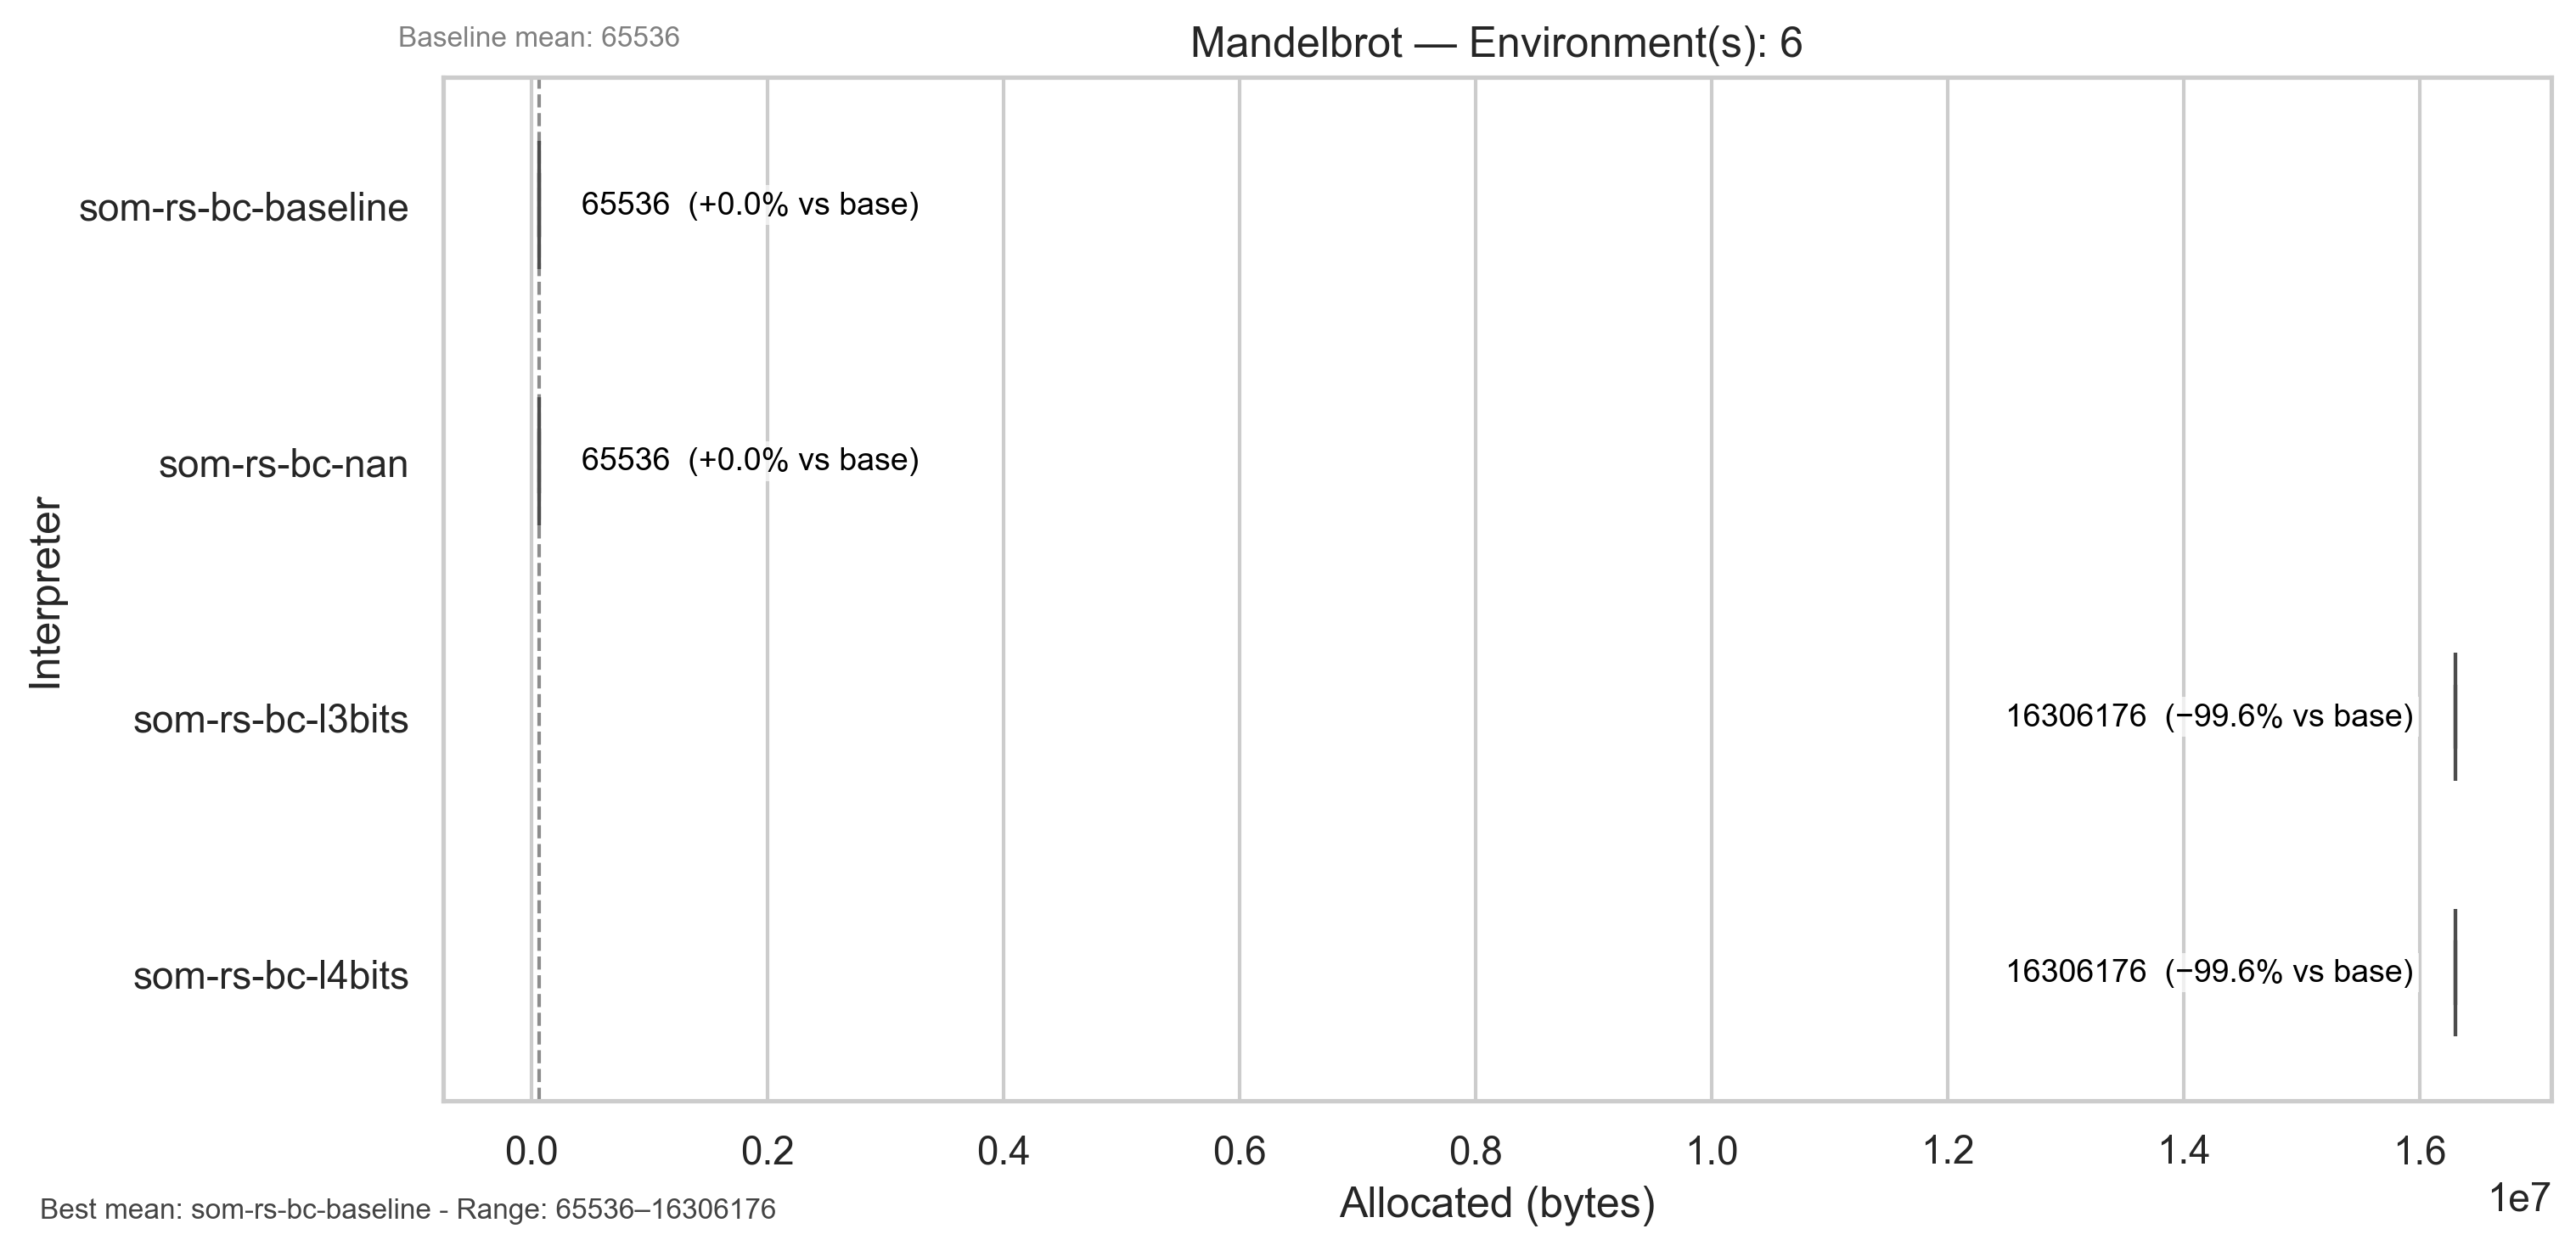 Baseline mean: 65536
Mandelbrot — Environment(s): 6
Interpreter
som-rs-bc-baseline
65536  (+0.0% vs base)
som-rs-bc-nan
65536  (+0.0% vs base)
som-rs-bc-l3bits
16306176  (−99.6% vs base)
som-rs-bc-l4bits
16306176  (−99.6% vs base)
0.0 0.2 0.4 0.6 0.8 1.0 1.2 1.4 1.6
1e7
Allocated (bytes)
Best mean: som-rs-bc-baseline - Range: 65536–16306176